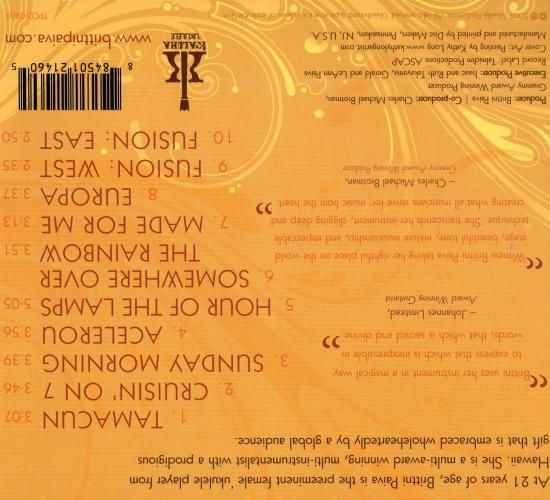 At 21 years of age, Brittni Paiva is the preeminent female 'ukulele player from
Hawaii. She is a multi-award winning, multi-instrumentalist with a prodigious
gift that is wholeheartedly embraced by a global audience.
1. TAMACUN 3:07
2. CRUISIN' ON 7 3:46
3. SUNDAY MORNING 3:39
4. ACELEROU 3:56
5. HOUR OF THE LAMPS 5:05
6. SOMEWHERE OVER
THE RAINBOW 3:51
7. MADE FOR ME 3:13
8. EUROPA 3:37
9. FUSION: WEST 2:35
10. FUSION: EAST 2:50
"Brittni uses her instrument in a magical way
to express that which is inexpressible in
words, that which is sacred and divine"
– Johannes Linstead,
Award Winning Guitarist
"Witness Brittni Paiva taking her rightful place on the world
stage, beautiful tone, mature musicianship, and impeccable
technique. She transcends her instrument, digging deep and
creating what all musicians strive for: music from the heart."
– Charles Michael Brotman,
Grammy Award Winning Producer
Producer: Brittni Paiva | Co-producer: Charles Michael Brotman,
Grammy Award Winning Producer
Executive Producer: Isaac and Ruth Takayama, Gerald and LeAnn Paiva
Record Label: Talmidim Productions ASCAP
Cover Art: Painting by Kathy Long www.kathrynlong.com
Manufactured and printed by Disc Makers, Pennsauken, NJ, U.S.A.
KoALOHA
UKULELE
8 84501 21460 5
www.brittnipaiva.com
TPCD 0909